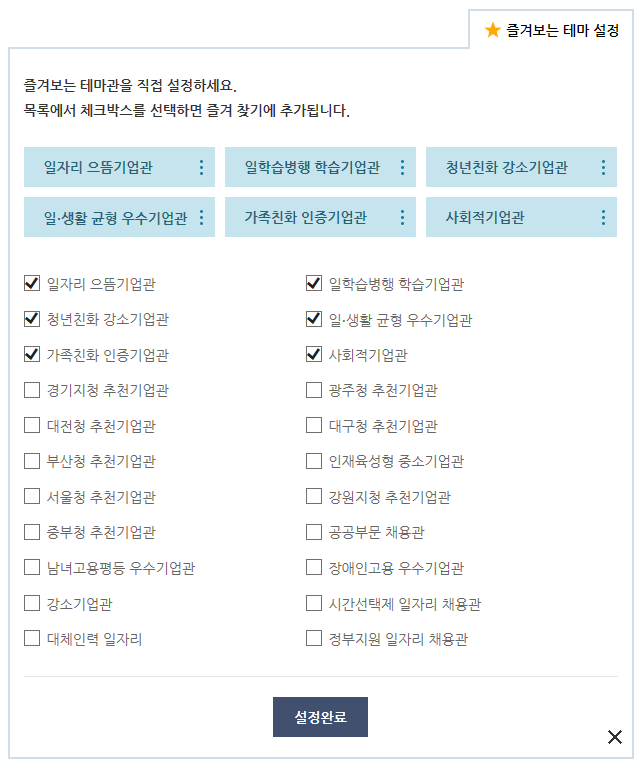 즐겨보는 테마 설정
즐겨보는 테마관을 직접 설정하세요.
목록에서 체크박스를 선택하면 즐겨 찾기에 추가됩니다.
일자리 으뜸기업관 일학습병행 학습기업관 청년친화 강소기업관
일·생활 균형 우수기업관 가족친화 인증기업관 사회적기업관
일자리 으뜸기업관 일학습병행 학습기업관
청년친화 강소기업관 일·생활 균형 우수기업관
가족친화 인증기업관 사회적기업관
경기지청 추천기업관 광주청 추천기업관
대전청 추천기업관 대구청 추천기업관
부산청 추천기업관 인재육성형 중소기업관
서울청 추천기업관 강원지청 추천기업관
중부청 추천기업관 공공부문 채용관
남녀고용평등 우수기업관 장애인고용 우수기업관
강소기업관 시간선택제 일자리 채용관
대체인력 일자리 정부지원 일자리 채용관
설정완료